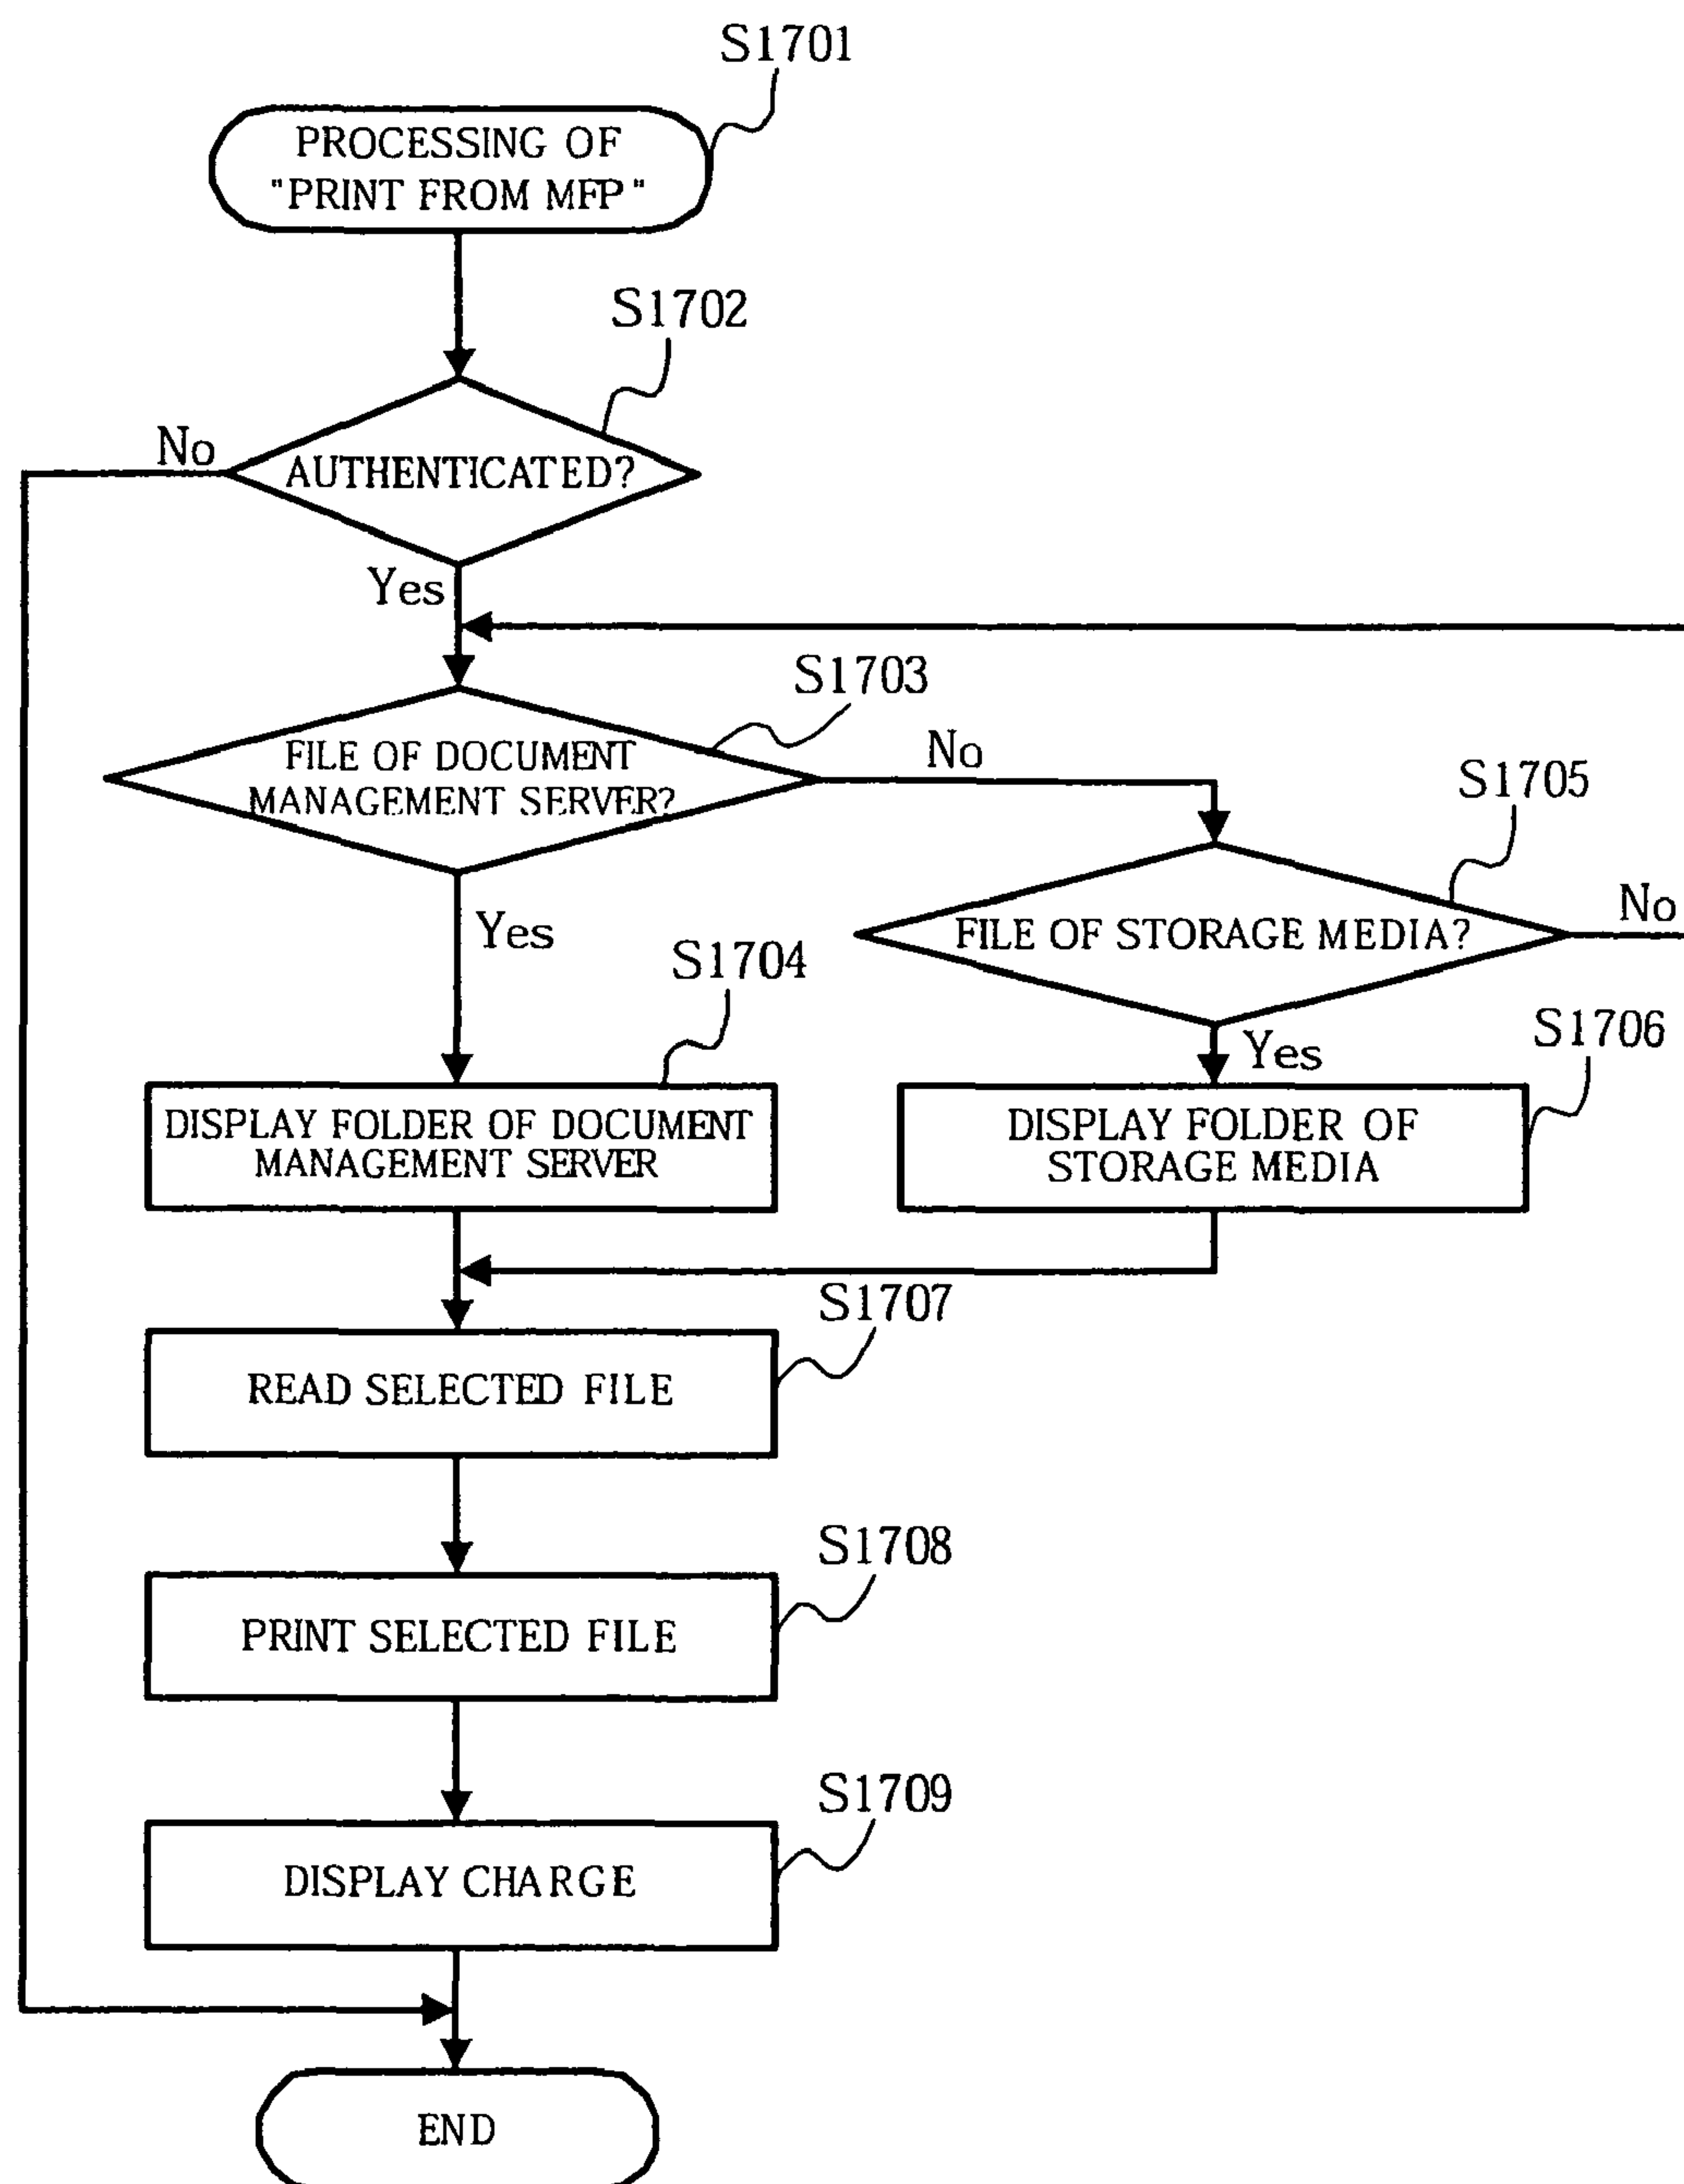 S1701
PROCESSING OF
"PRINT FROM MFP"
S1702
No
AUTHENTICATED?
Yes
S1703
FILE OF DOCUMENT
MANAGEMENT SERVER?
No
S1705
Yes
FILE OF STORAGE MEDIA?
No
S1704
S1706
Yes
DISPLAY FOLDER OF DOCUMENT
MANAGEMENT SERVER
DISPLAY FOLDER OF
STORAGE MEDIA
S1707
READ SELECTED FILE
S1708
PRINT SELECTED FILE
S1709
DISPLAY CHARGE
END